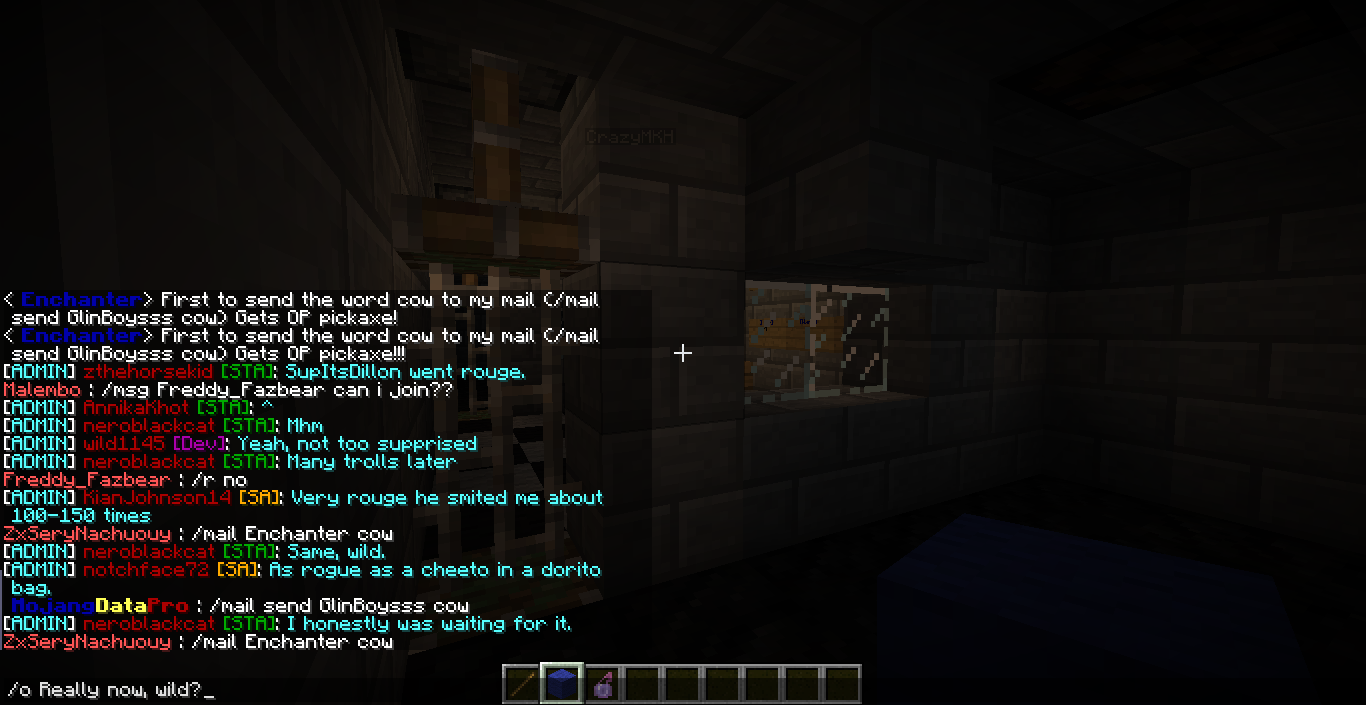 CrazyMKH
< Enchanter> First to send the word cow to my mail (/mail
send GlinBoysss cow) Gets OP pickaxe!
< Enchanter> First to send the word cow to my mail (/mail
send GlinBoysss cow) Gets OP pickaxe!!!
[ADMIN] zthehorsekid [STA]: SupItsDillon went rouge.
Malembo : /msg Freddy_Fazbear can i join??
[ADMIN] AnnikaKhot [STA]: ^
[ADMIN] neroblackcat [STA]: Mhm
[ADMIN] wild1145 [Dev]: Yeah, not too supprised
[ADMIN] neroblackcat [STA]: Many trolls later
Freddy_Fazbear : /r no
[ADMIN] KianJohnson14 [SA]: Very rouge he smited me about
100-150 times
ZxSeryNachuouy : /mail Enchanter cow
[ADMIN] neroblackcat [STA]: Same, wild.
[ADMIN] notchface72 [SA]: As rogue as a cheeto in a dorito
bag.
MojangDataPro : /mail send GlinBoysss cow
[ADMIN] neroblackcat [STA]: I honestly was waiting for it.
ZxSeryNachuouy : /mail Enchanter cow
/o Really now, wild?_